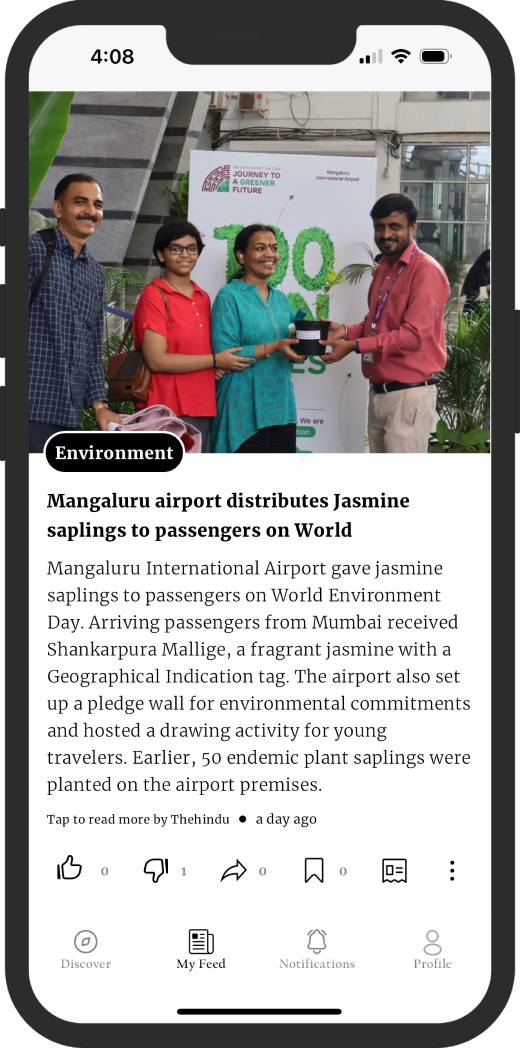 4:08
JOURNEY TO
A GREENER
FUTURE
Mangaluru
International Airport
We are
Environment
Mangaluru airport distributes Jasmine
saplings to passengers on World
Mangaluru International Airport gave jasmine
saplings to passengers on World Environment
Day. Arriving passengers from Mumbai received
Shankarpura Mallige, a fragrant jasmine with a
Geographical Indication tag. The airport also set
up a pledge wall for environmental commitments
and hosted a drawing activity for young
travelers. Earlier, 50 endemic plant saplings were
planted on the airport premises.
Tap to read more by Thehindu • a day ago
0 1 0 0
Discover My Feed Notifications Profile